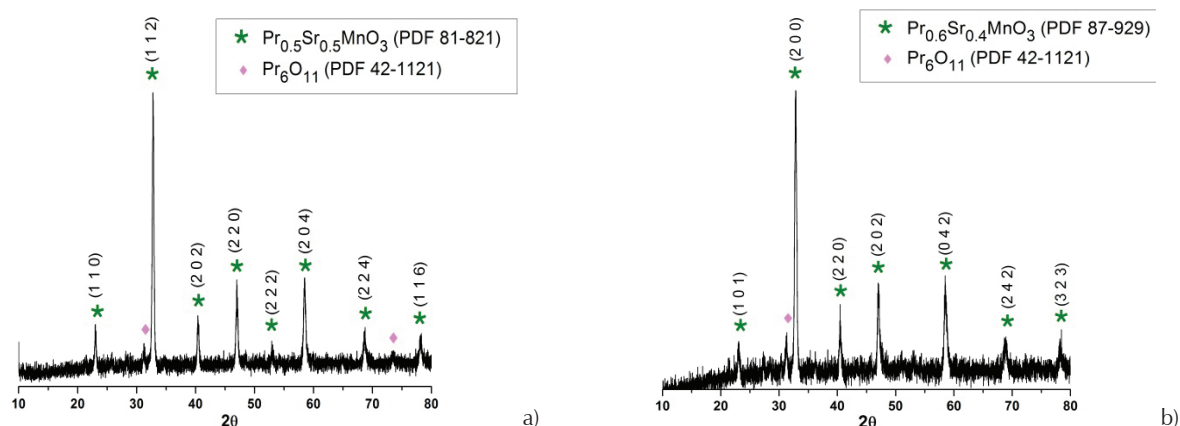 ★ Pr0.5Sr0.5MnO3 (PDF 81-821)
♦ Pr6O11 (PDF 42-1121)
(1 1 0)
(1 1 2)
(2 0 2)
(2 2 0)
(2 2 2)
(2 0 4)
(2 2 4)
(1 1 6)
10 20 30 40 50 60 70 80
2θ
a)
★ Pr0.6Sr0.4MnO3 (PDF 87-929)
♦ Pr6O11 (PDF 42-1121)
(1 0 1)
(2 0 0)
(2 2 0)
(2 0 2)
(0 4 2)
(2 4 2)
(3 2 3)
10 20 30 40 50 60 70 80
2θ
b)